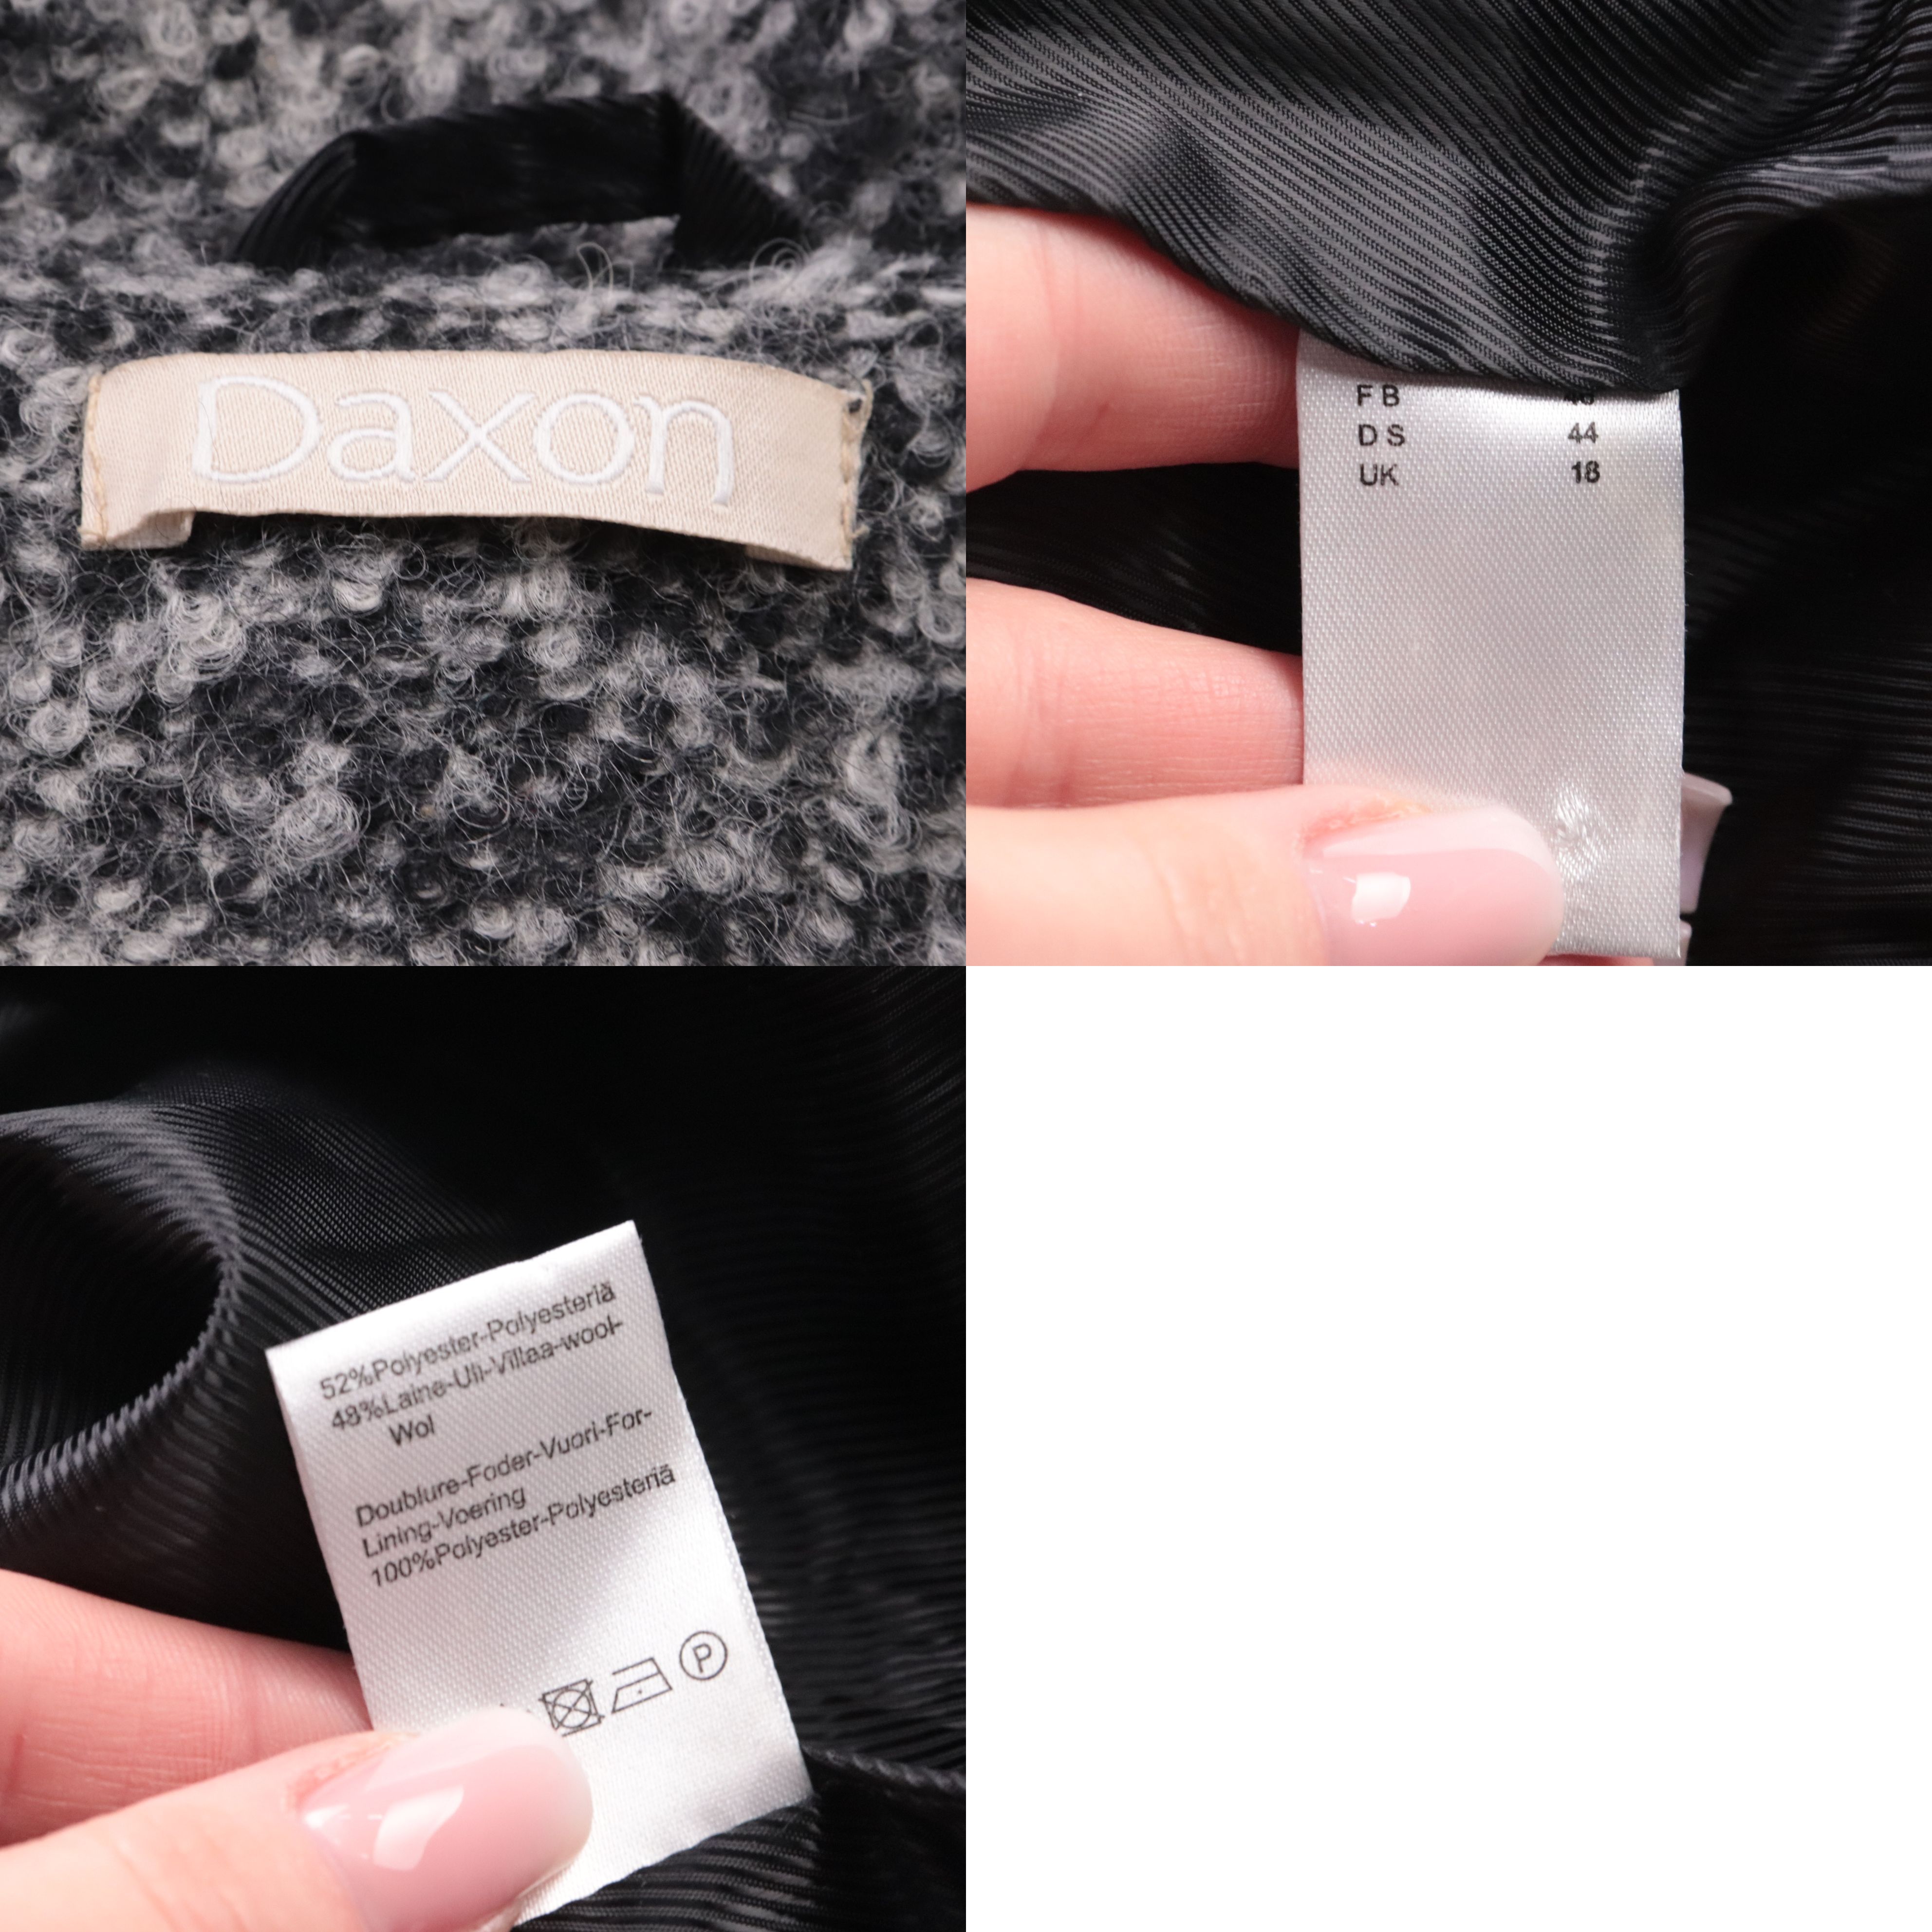 Daxon
F B
D S 44
UK 18
52%Polyester-Polyesteriä
48%Laine-Ull-Villaa-wool-
Wol
Doublure-Foder-Vuori-For-
Lining-Voering
100%Polyester-Polyesteriä
P